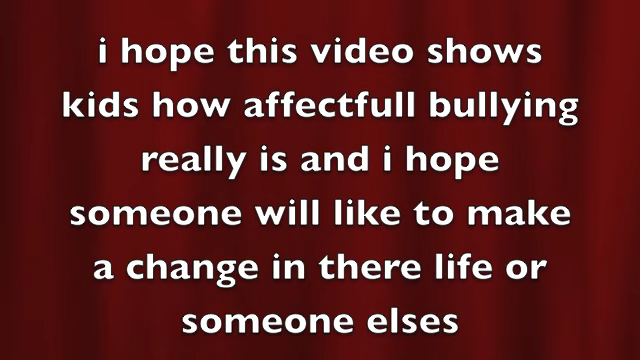 i hope this video shows
kids how affectfull bullying
really is and i hope
someone will like to make
a change in there life or
someone elses